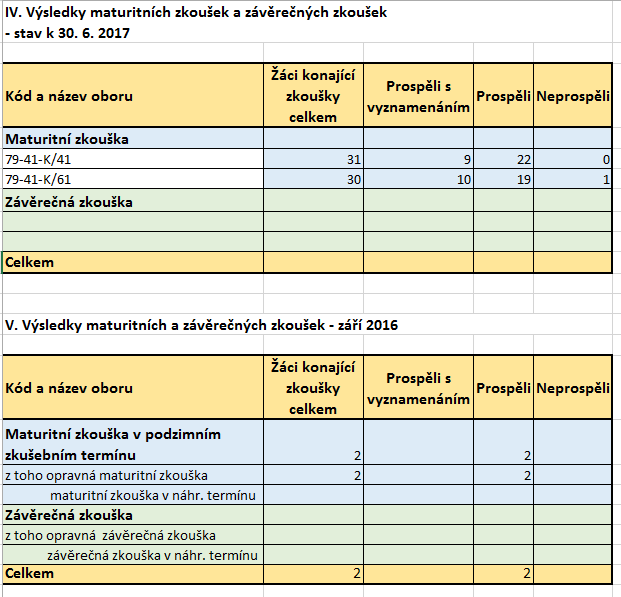 IV. Výsledky maturitních zkoušek a závěrečných zkoušek
- stav k 30. 6. 2017
Kód a název oboru Žáci konající zkoušky celkem Prospěli s vyznamenáním Prospěli Neprospěli
Maturitní zkouška
79-41-K/41 31 9 22 0
79-41-K/61 30 10 19 1
Závěrečná zkouška
Celkem
V. Výsledky maturitních a závěrečných zkoušek - září 2016
Kód a název oboru Žáci konající zkoušky celkem Prospěli s vyznamenáním Prospěli Neprospěli
Maturitní zkouška v podzimním
zkušebním termínu 2 2
z toho opravná maturitní zkouška 2 2
maturitní zkouška v náhr. termínu
Závěrečná zkouška
z toho opravná závěrečná zkouška
závěrečná zkouška v náhr. termínu
Celkem 2 2